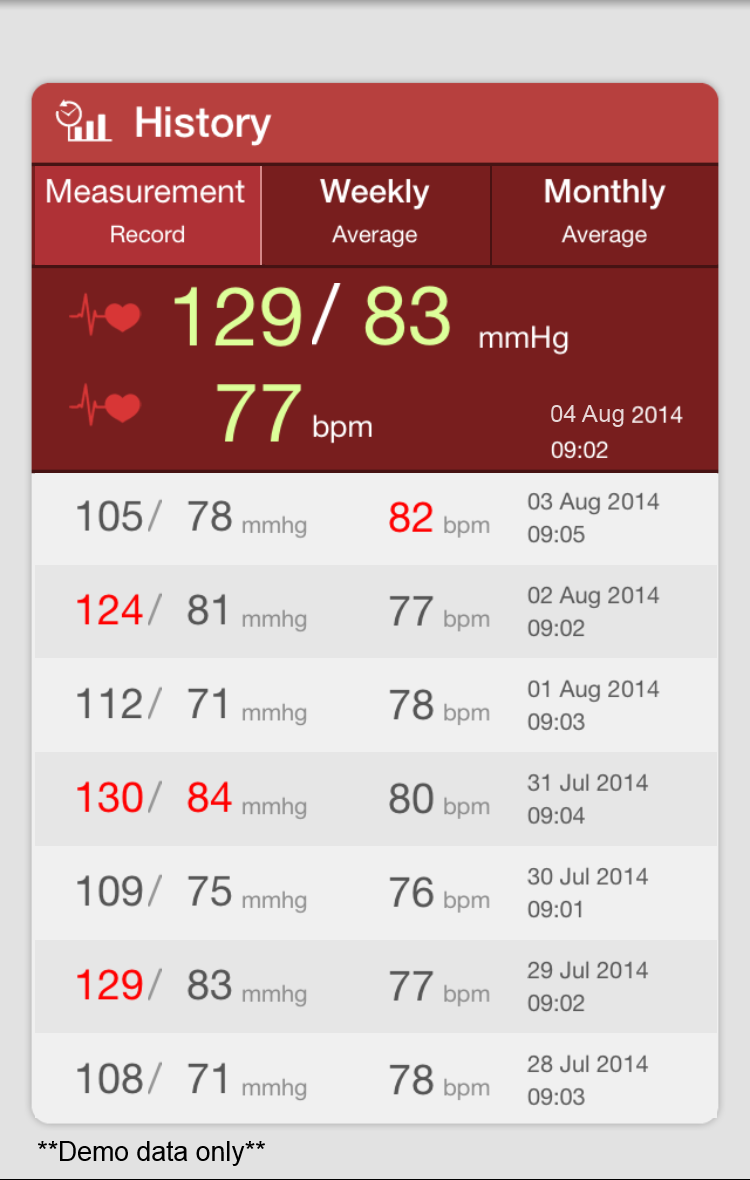 History
Measurement Weekly Monthly
Record Average Average
129/ 83 mmHg
77 bpm 04 Aug 2014
09:02
105/ 78 mmhg 82 bpm 03 Aug 2014
09:05
124/ 81 mmhg 77 bpm 02 Aug 2014
09:02
112/ 71 mmhg 78 bpm 01 Aug 2014
09:03
130/ 84 mmhg 80 bpm 31 Jul 2014
09:04
109/ 75 mmhg 76 bpm 30 Jul 2014
09:01
129/ 83 mmhg 77 bpm 29 Jul 2014
09:02
108/ 71 mmhg 78 bpm 28 Jul 2014
09:03
**Demo data only**